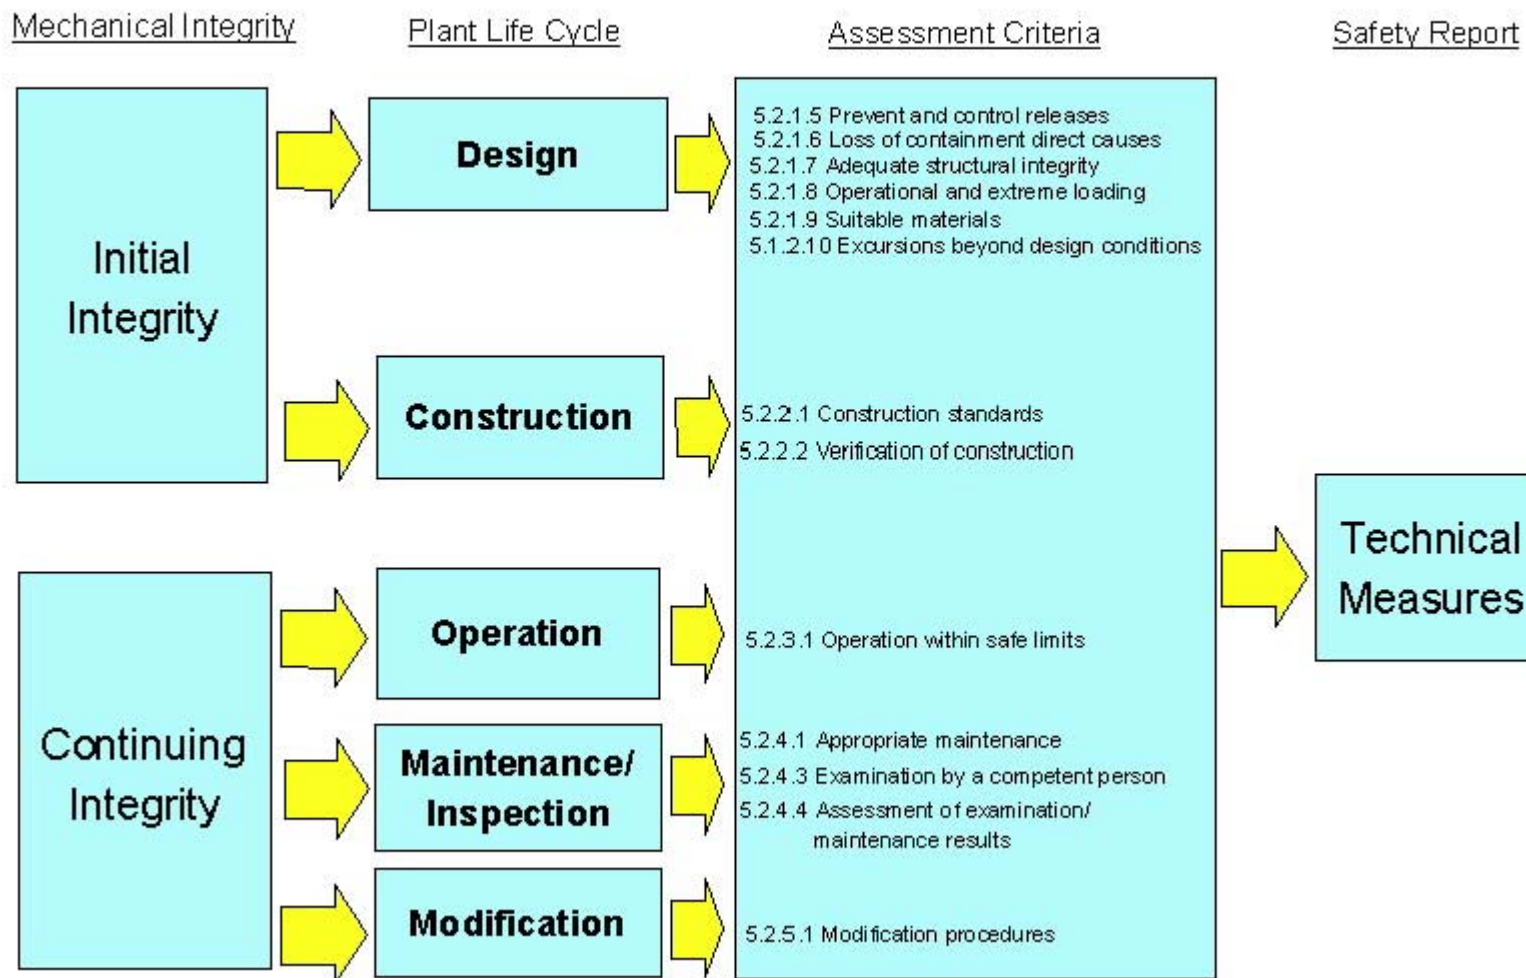 Mechanical Integrity
Plant Life Cycle
Assessment Criteria
Safety Report
Initial
Integrity
Design
5.2.1.5 Prevent and control releases
5.2.1.6 Loss of containment direct causes
5.2.1.7 Adequate structural integrity
5.2.1.8 Operational and extreme loading
5.2.1.9 Suitable materials
5.1.2.10 Excursions beyond design conditions
Construction
5.2.2.1 Construction standards
5.2.2.2 Verification of construction
Continuing
Integrity
Operation
5.2.3.1 Operation within safe limits
Maintenance/
Inspection
5.2.4.1 Appropriate maintenance
5.2.4.3 Examination by a competent person
5.2.4.4 Assessment of examination/
maintenance results
Modification
5.2.5.1 Modification procedures
Technical
Measures